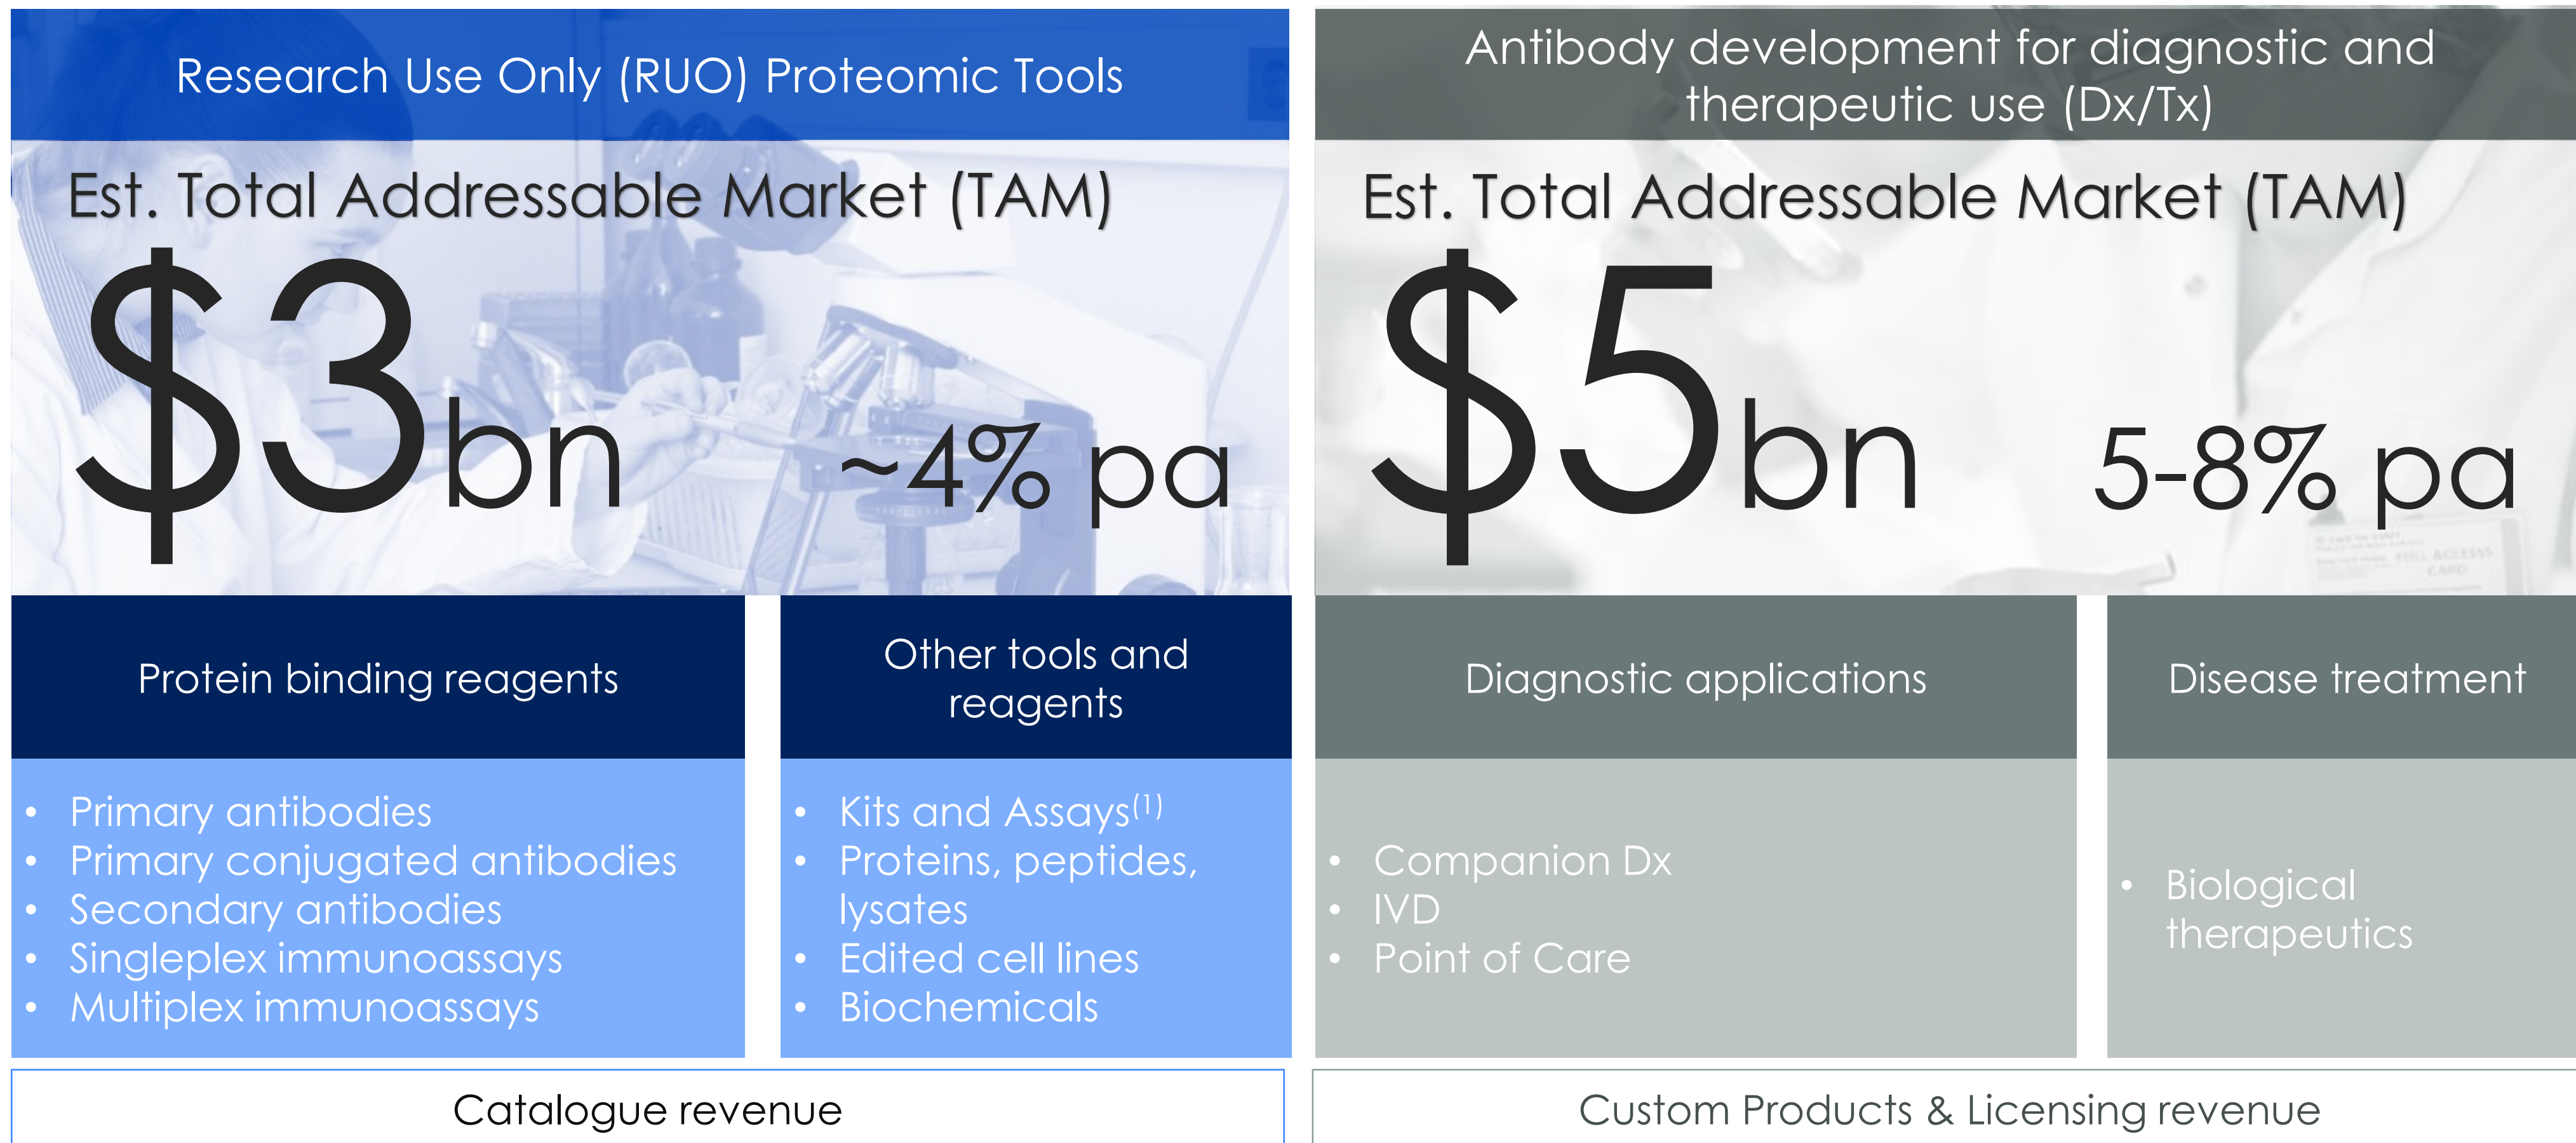 Research Use Only (RUO) Proteomic Tools
Est. Total Addressable Market (TAM)
$3bn
~4% pa
Protein binding reagents
Other tools and
reagents
• Primary antibodies
• Primary conjugated antibodies
• Secondary antibodies
• Singleplex immunoassays
• Multiplex immunoassays
• Kits and Assays(1)
• Proteins, peptides,
lysates
• Edited cell lines
• Biochemicals
Catalogue revenue
Antibody development for diagnostic and
therapeutic use (Dx/Tx)
Est. Total Addressable Market (TAM)
$5bn
5-8% pa
FULL ACCESSS
CARD
Diagnostic applications
Disease treatment
• Companion Dx
• IVD
• Point of Care
• Biological
therapeutics
Custom Products & Licensing revenue